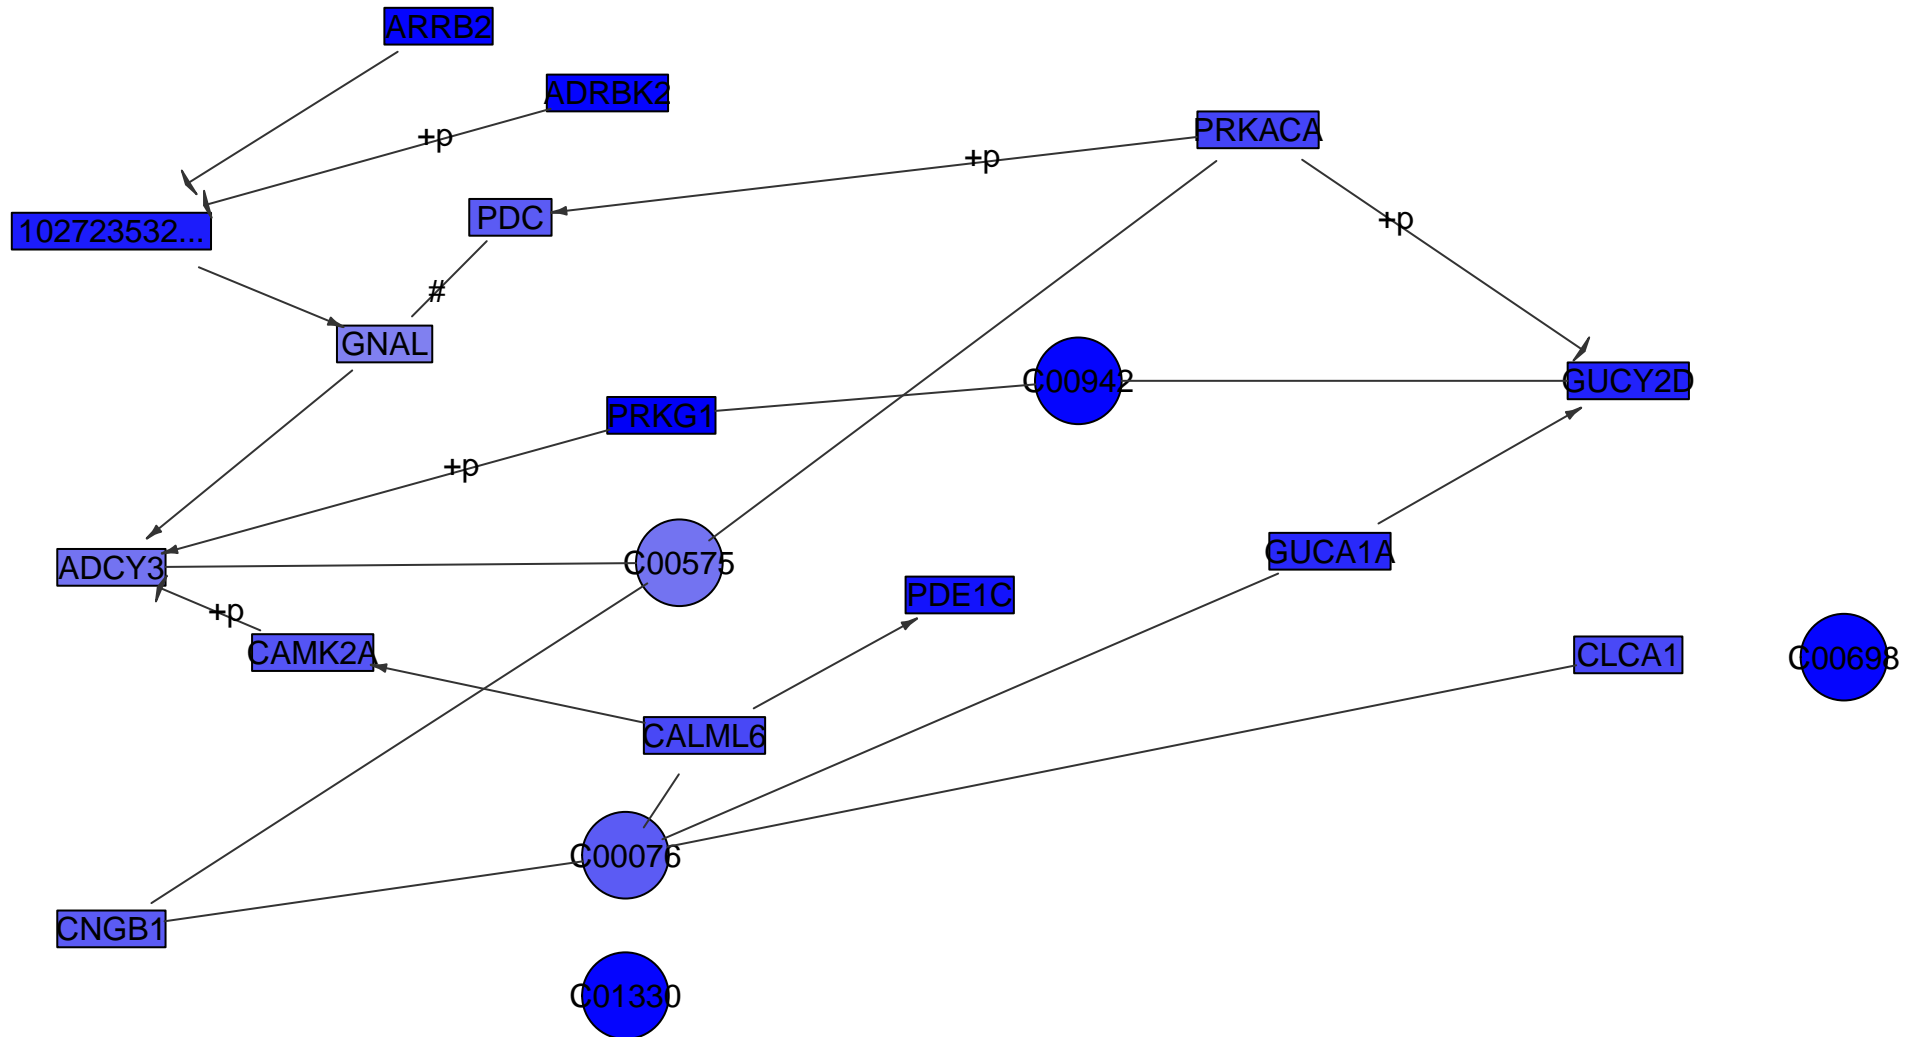 ARRB2
ADRBK2
+p
PRKACA
+p
102723532...
PDC
+p
#
GNAL
C00942
GUCY2D
PRKG1
+p
ADCY3
C00575
GUCA1A
PDE1C
+p
CAMK2A
CLCA1
C00698
CALML6
C00076
CNGB1
C01330